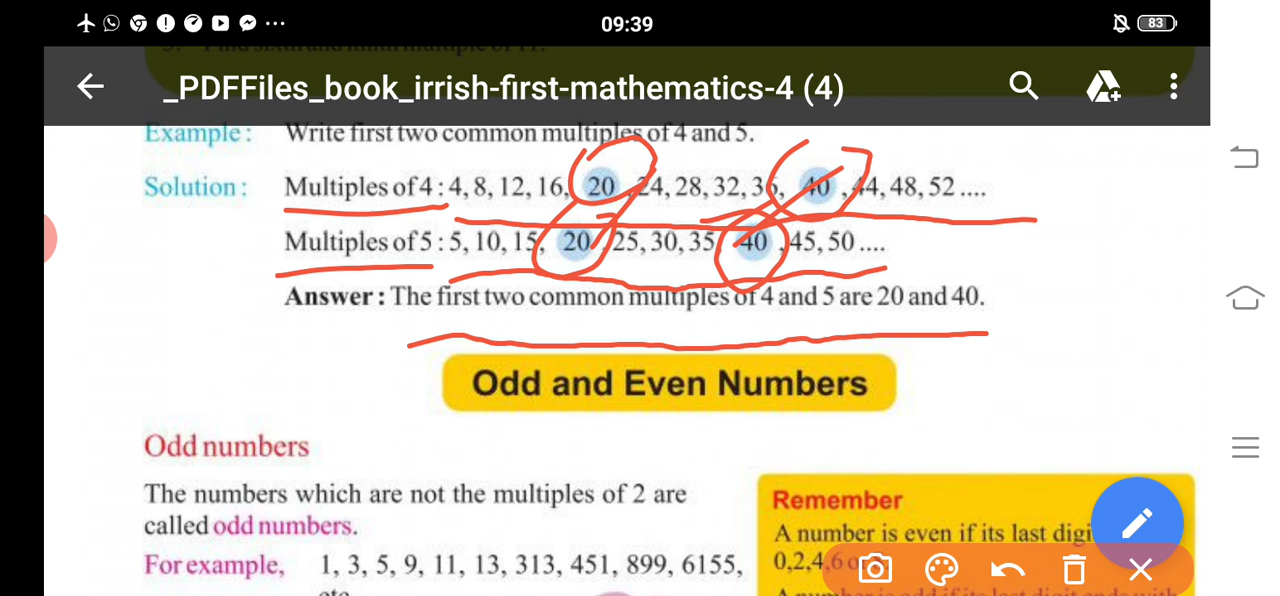 09:39
83
_PDFFiles_book_irrish-first-mathematics-4 (4)
Example : Write first two common multiples of 4 and 5.
Solution : Multiples of 4 : 4, 8, 12, 16, 20 , 24, 28, 32, 36, 40 , 44, 48, 52 ....
Multiples of 5 : 5, 10, 15, 20 , 25, 30, 35, 40 , 45, 50 ....
Answer : The first two common multiples of 4 and 5 are 20 and 40.
Odd and Even Numbers
Odd numbers
The numbers which are not the multiples of 2 are
called odd numbers.
For example, 1, 3, 5, 9, 11, 13, 313, 451, 899, 6155,
Remember
A number is even if its last digi
0,2,4,6